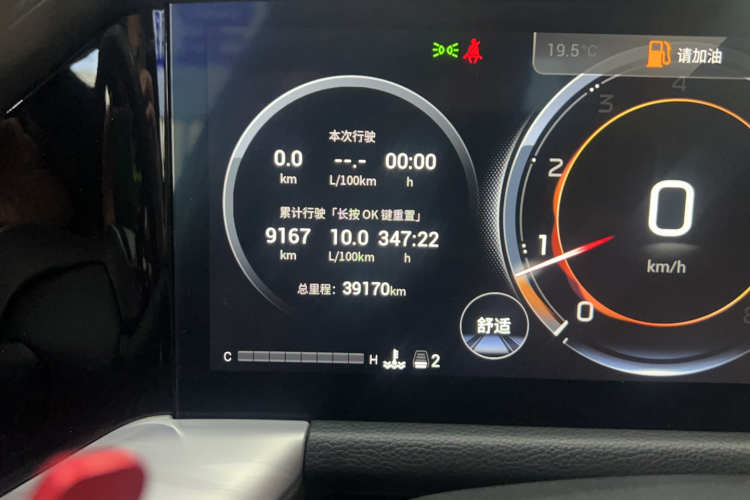 19.5°C
请加油
本次行驶
0.0 --.- 00:00
km L/100km h
累计行驶「长按 OK 键重置」
9167 10.0 347:22
km L/100km h
总里程：39170km
舒适
C H 2
0
1
2
3
4
0
km/h